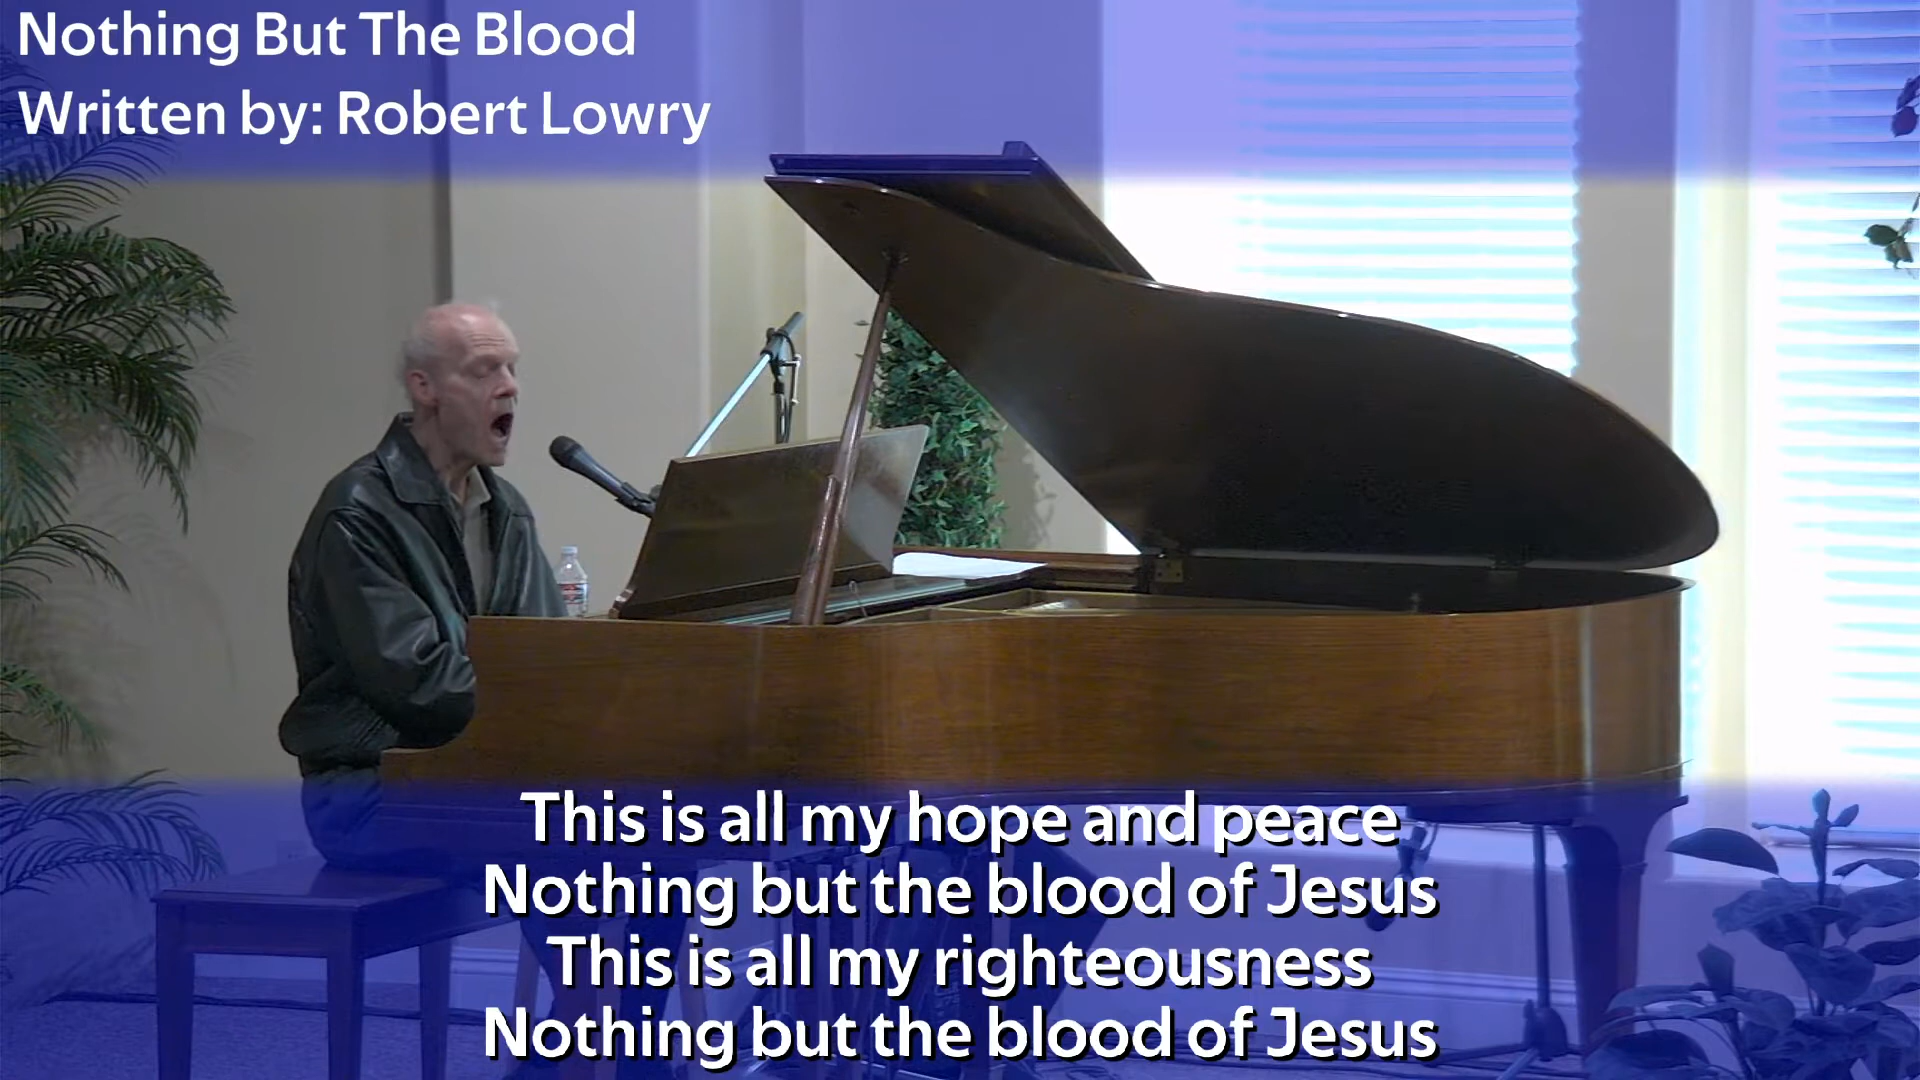 Nothing But The Blood
Written by: Robert Lowry
This is all my hope and peace
Nothing but the blood of Jesus
This is all my righteousness
Nothing but the blood of Jesus